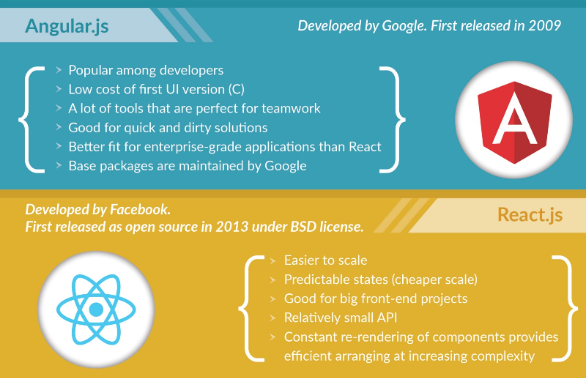 Angular.js
Developed by Google. First released in 2009
> Popular among developers
> Low cost of first UI version (C)
> A lot of tools that are perfect for teamwork
> Good for quick and dirty solutions
> Better fit for enterprise-grade applications than React
> Base packages are maintained by Google
A
Developed by Facebook.
First released as open source in 2013 under BSD license.
React.js
> Easier to scale
> Predictable states (cheaper scale)
> Good for big front-end projects
> Relatively small API
> Constant re-rendering of components provides
efficient arranging at increasing complexity